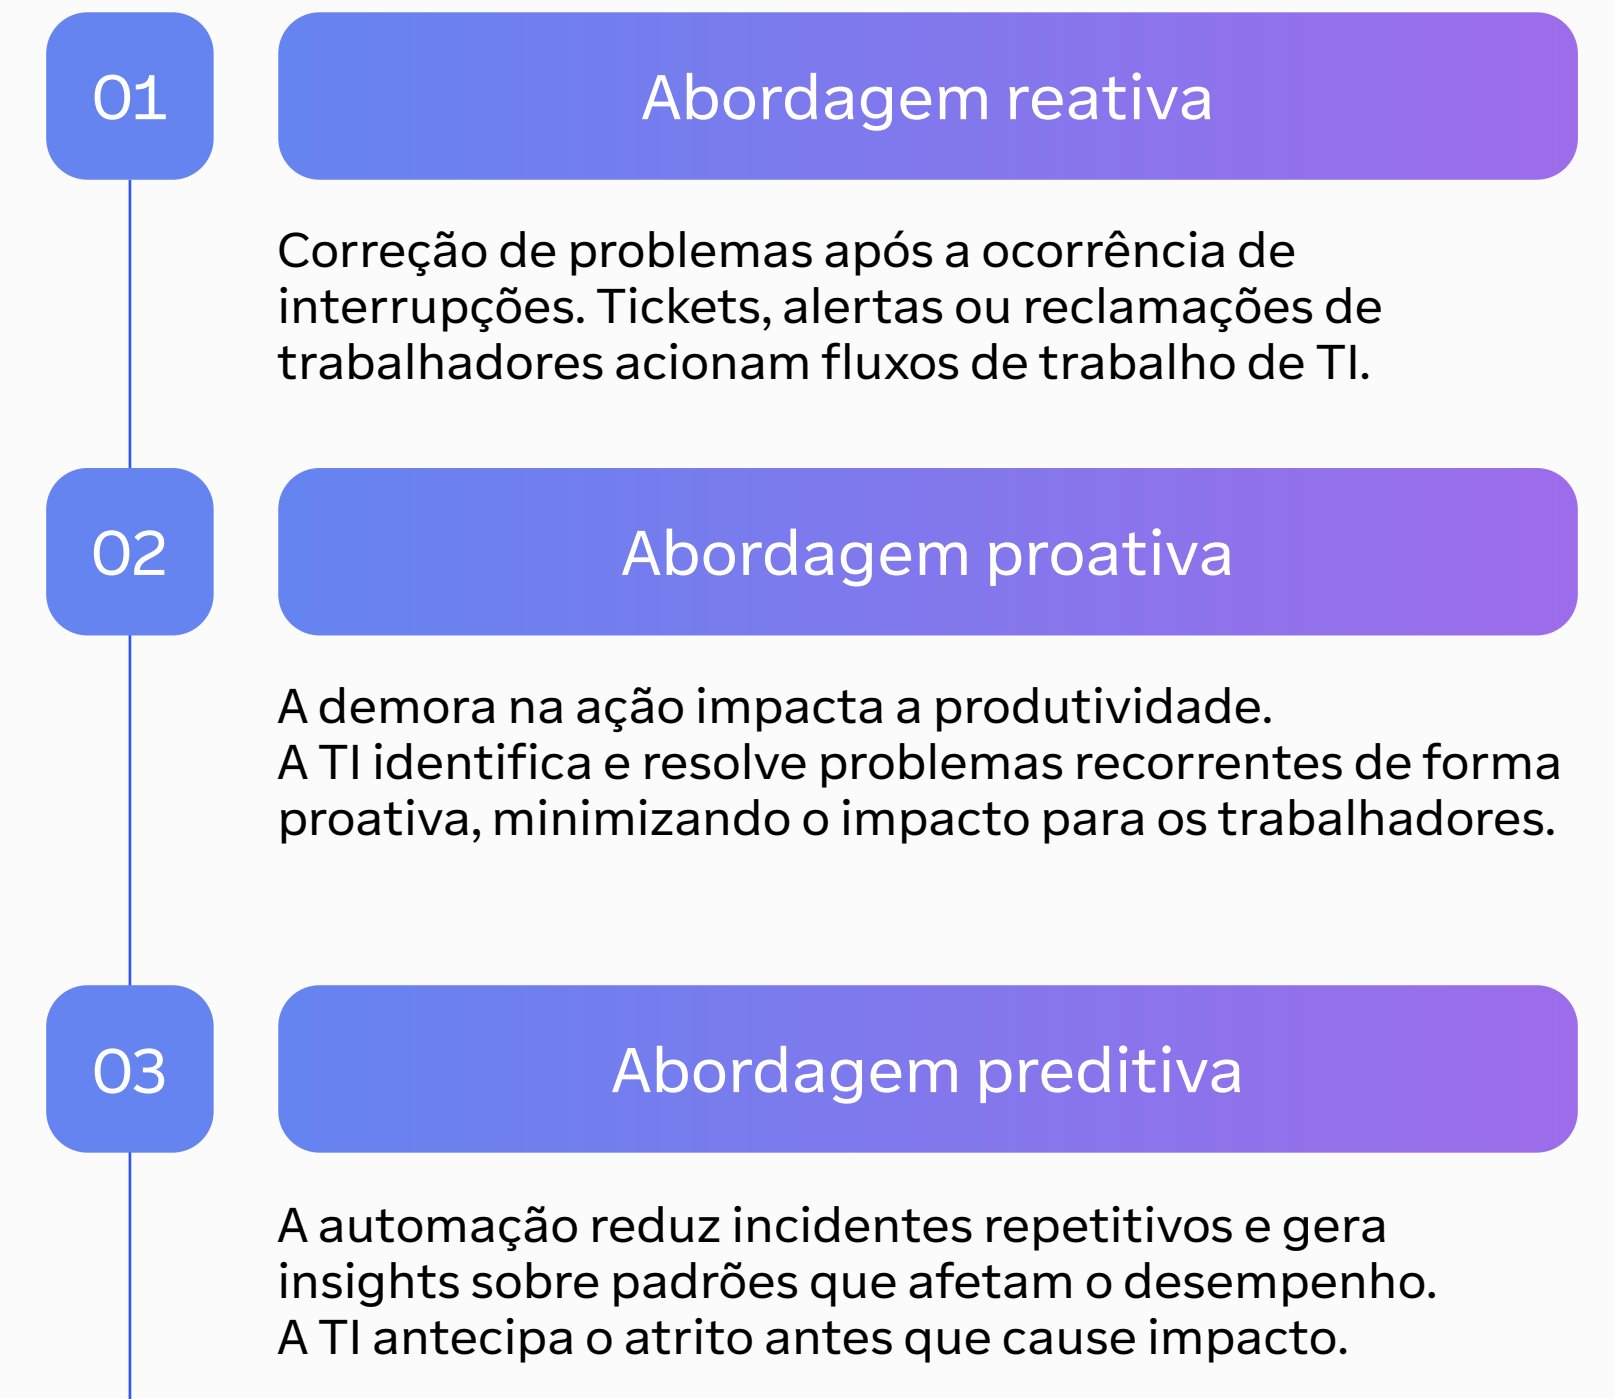 01
Abordagem reativa
Correção de problemas após a ocorrência de
interrupções. Tickets, alertas ou reclamações de
trabalhadores acionam fluxos de trabalho de TI.
02
Abordagem proativa
A demora na ação impacta a produtividade.
A TI identifica e resolve problemas recorrentes de forma
proativa, minimizando o impacto para os trabalhadores.
03
Abordagem preditiva
A automação reduz incidentes repetitivos e gera
insights sobre padrões que afetam o desempenho.
A TI antecipa o atrito antes que cause impacto.